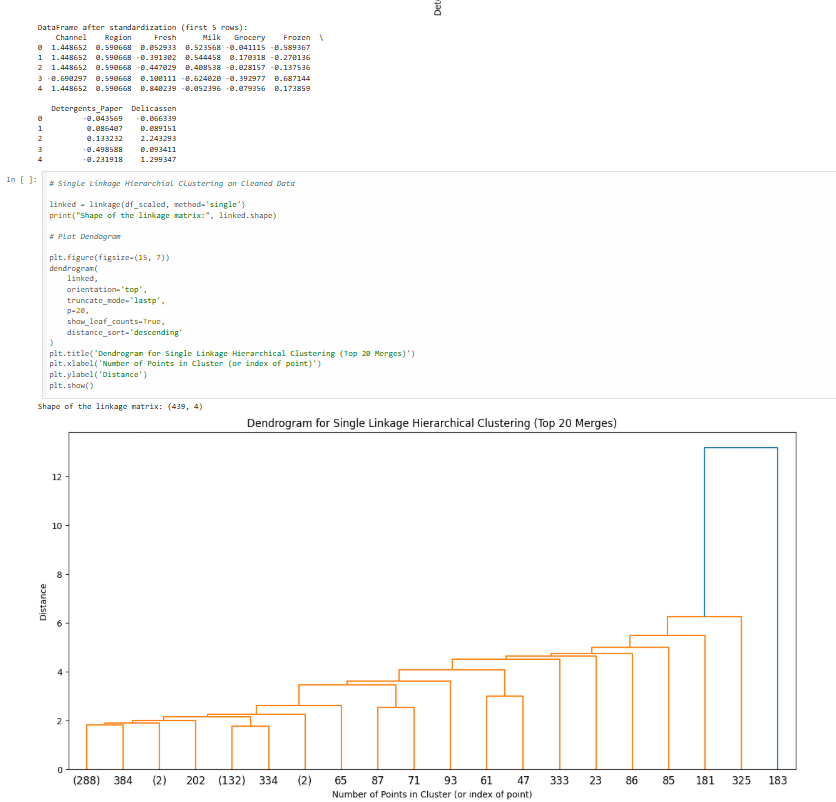 Det
DataFrame after standardization (first 5 rows):
Channel Region Fresh Milk Grocery Frozen \
0 1.448652 0.590668 0.052933 0.523568 -0.041115 -0.589367
1 1.448652 0.590668 -0.391302 0.544458 0.170318 -0.270136
2 1.448652 0.590668 -0.447029 0.408538 -0.028157 -0.137536
3 -0.690297 0.590668 0.100111 -0.624020 -0.392977 0.687144
4 1.448652 0.590668 0.840239 -0.052396 -0.079356 0.173859
Detergents_Paper Delicassen
0 -0.043569 -0.066339
1 0.086407 0.089151
2 0.133232 2.243293
3 -0.498588 0.093411
4 -0.231918 1.299347
In [ ]:
# Single Linkage Hierarchial Clustering on Cleaned Data
linked = linkage(df_scaled, method='single')
print("Shape of the linkage matrix:", linked.shape)
# Plot Dendogram
plt.figure(figsize=(15, 7))
dendrogram(
linked,
orientation='top',
truncate_mode='lastp',
p=20,
show_leaf_counts=True,
distance_sort='descending'
)
plt.title('Dendrogram for Single Linkage Hierarchical Clustering (Top 20 Merges)')
plt.xlabel('Number of Points in Cluster (or index of point)')
plt.ylabel('Distance')
plt.show()
Shape of the linkage matrix: (439, 4)
Dendrogram for Single Linkage Hierarchical Clustering (Top 20 Merges)
12
10
8
6
4
2
0
Distance
(288) 384 (2) 202 (132) 334 (2) 65 87 71 93 61 47 333 23 86 85 181 325 183
Number of Points in Cluster (or index of point)